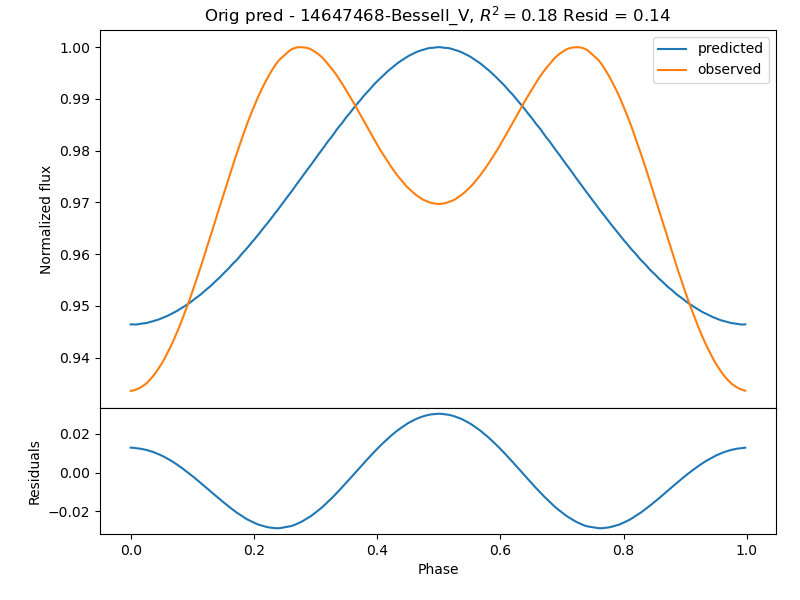 Orig pred - 14647468-Bessell_V, R² = 0.18 Resid = 0.14
predicted
observed
Normalized flux
1.00
0.99
0.98
0.97
0.96
0.95
0.94
Residuals
0.02
0.00
−0.02
0.0 0.2 0.4 0.6 0.8 1.0
Phase